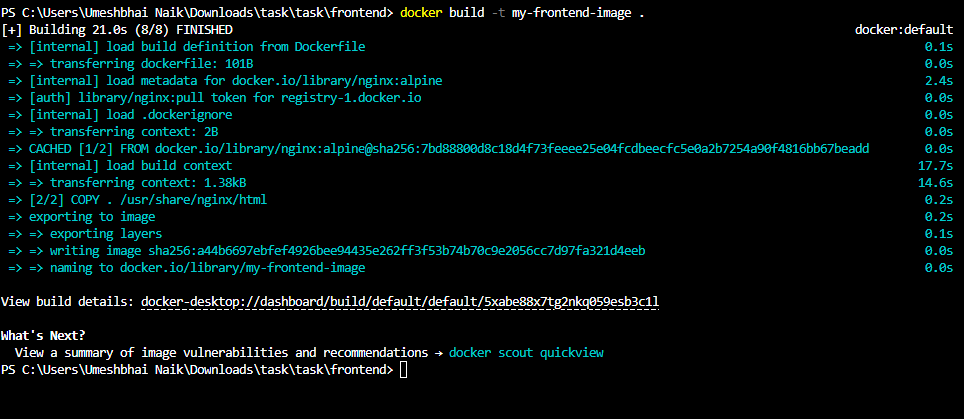 PS C:\Users\Umeshbhai Naik\Downloads\task\task\frontend> docker build -t my-frontend-image .
[+] Building 21.0s (8/8) FINISHED docker:default
=> [internal] load build definition from Dockerfile 0.1s
=> => transferring dockerfile: 101B 0.0s
=> [internal] load metadata for docker.io/library/nginx:alpine 2.4s
=> [auth] library/nginx:pull token for registry-1.docker.io 0.0s
=> [internal] load .dockerignore 0.0s
=> => transferring context: 2B 0.0s
=> CACHED [1/2] FROM docker.io/library/nginx:alpine@sha256:7bd88800d8c18d4f73feeee25e04fcdbeecfc5e0a2b7254a90f4816bb67beadd 0.0s
=> [internal] load build context 17.7s
=> => transferring context: 1.38kB 14.6s
=> [2/2] COPY . /usr/share/nginx/html 0.2s
=> exporting to image 0.2s
=> => exporting layers 0.1s
=> => writing image sha256:a44b6697ebfef4926bee94435e262ff3f53b74b70c9e2056cc7d97fa321d4eeb 0.0s
=> => naming to docker.io/library/my-frontend-image 0.0s
View build details: docker-desktop://dashboard/build/default/default/5xabe88x7tg2nkq059esb3c1l
What's Next?
View a summary of image vulnerabilities and recommendations → docker scout quickview
PS C:\Users\Umeshbhai Naik\Downloads\task\task\frontend>